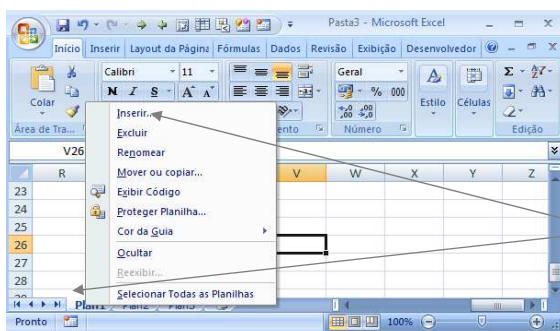 Pasta3 - Microsoft Excel
Início Inserir Layout da Página Fórmulas Dados Revisão Exibição Desenvolvedor
Calibri 11 Geral Σ
N I S A A % 000
Colar Estilo Células
Área de Tra... ento Número Edição
V26
R V W X Y Z
Inserir...
Excluir
Renomear
Mover ou copiar...
Exibir Código
Proteger Planilha...
Cor da Guia
Ocultar
Reexibir...
Selecionar Todas as Planilhas
23
24
25
26
27
28
29
Plan1 Plan2 Plan3
Pronto 100%